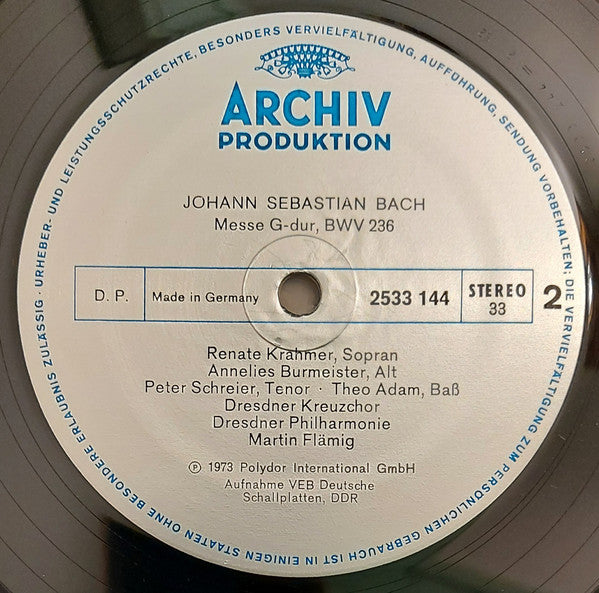 URHEBER- UND LEISTUNGSSCHUTZRECHTE, BESONDERS VERVIELFÄLTIGUNG, AUFFÜHRUNG, SENDUNG VORBEHALTEN; DIE VERVIELFÄLTIGUNG ZUM PERSÖNLICHEN GEBRAUCH IST IN EINIGEN STAATEN OHNE BESONDERE ERLAUBNIS ZULÄSSIG ·
ARCHIV
PRODUKTION
JOHANN SEBASTIAN BACH
Messe G-dur, BWV 236
D. P. Made in Germany 2533 144 STEREO 2
33
Renate Krahmer, Sopran
Annelies Burmeister, Alt
Peter Schreier, Tenor · Theo Adam, Baß
Dresdner Kreuzchor
Dresdner Philharmonie
Martin Flämig
℗ 1973 Polydor International GmbH
Aufnahme VEB Deutsche
Schallplatten, DDR